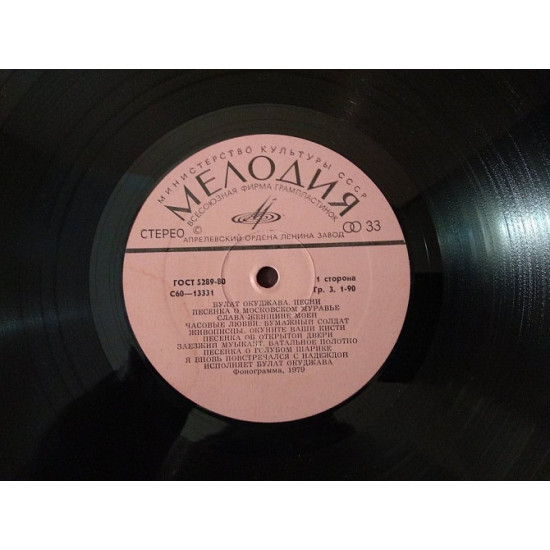 МИНИСТЕРСТВО КУЛЬТУРЫ СССР
МЕЛОДИЯ
ВСЕСОЮЗНАЯ ФИРМА ГРАМПЛАСТИНОК
СТЕРЕО
33
АПРЕЛЕВСКИЙ ОРДЕНА ЛЕНИНА ЗАВОД
ГОСТ 5289-80 1 сторона
С60—13331 Гр. 3. 1-90
БУЛАТ ОКУДЖАВА. ПЕСНИ
ПЕСЕНКА О МОСКОВСКОМ МУРАВЬЕ
СЛАВА ЖЕНЩИНЕ МОЕЙ
ЧАСОВЫЕ ЛЮБВИ. БУМАЖНЫЙ СОЛДАТ
ЖИВОПИСЦЫ, ОКУНИТЕ ВАШИ КИСТИ
ПЕСЕНКА ОБ ОТКРЫТОЙ ДВЕРИ
ЗАЕЗЖИЙ МУЗЫКАНТ. БАТАЛЬНОЕ ПОЛОТНО
ПЕСЕНКА О ГОЛУБОМ ШАРИКЕ
Я ВНОВЬ ПОВСТРЕЧАЛСЯ С НАДЕЖДОЙ
ИСПОЛНЯЕТ БУЛАТ ОКУДЖАВА
Фонограмма, 1979